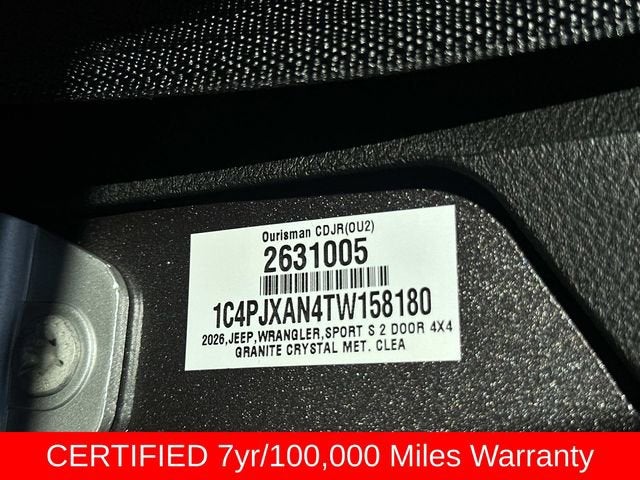 Ourisman CDJR(OU2)
2631005
1C4PJXAN4TW158180
2026,JEEP,WRANGLER,SPORT S 2 DOOR 4X4
GRANITE CRYSTAL MET. CLEA
CERTIFIED 7yr/100,000 Miles Warranty